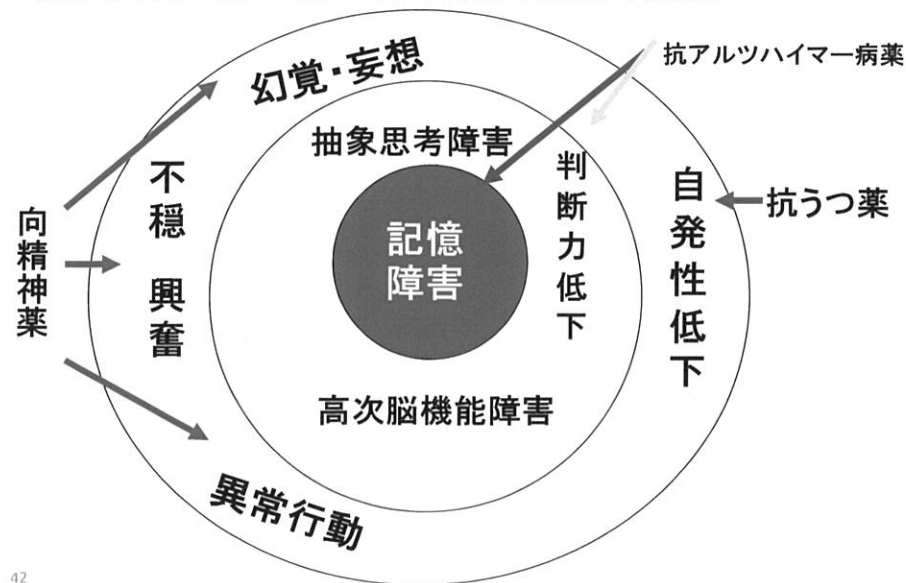 幻覚・妄想
抗アルツハイマー病薬
抽象思考障害
不穏 興奮
判断力低下
自発性低下
抗うつ薬
向精神薬
記憶
障害
高次脳機能障害
異常行動
42